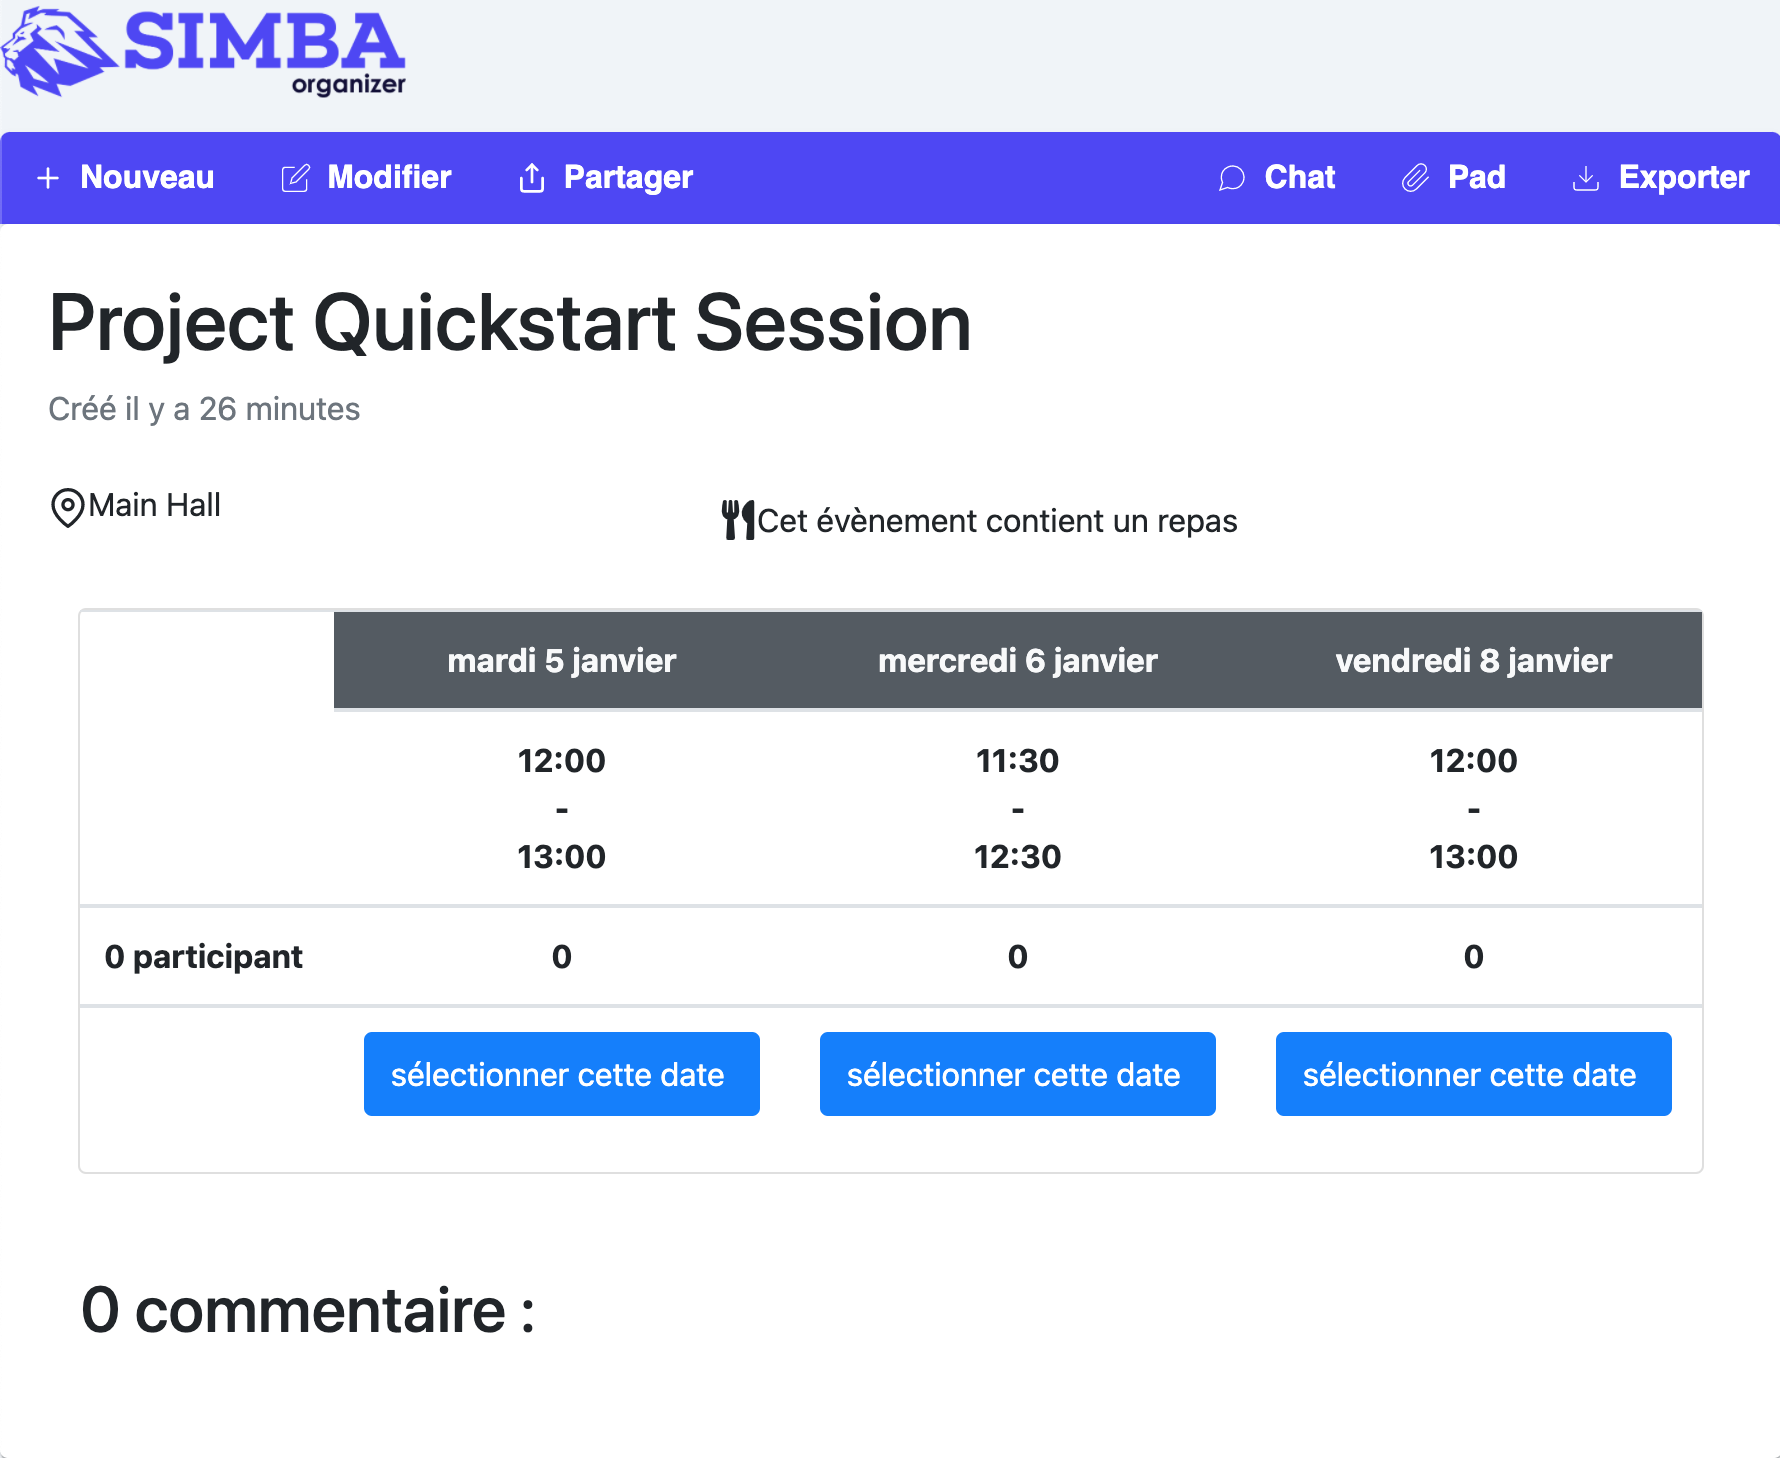 SIMBA
organizer
Nouveau Modifier Partager Chat Pad Exporter
Project Quickstart Session
Créé il y a 26 minutes
Main Hall
Cet évènement contient un repas
mardi 5 janvier mercredi 6 janvier vendredi 8 janvier
12:00 11:30 12:00
- - -
13:00 12:30 13:00
0 participant 0 0 0
sélectionner cette date sélectionner cette date sélectionner cette date
0 commentaire :